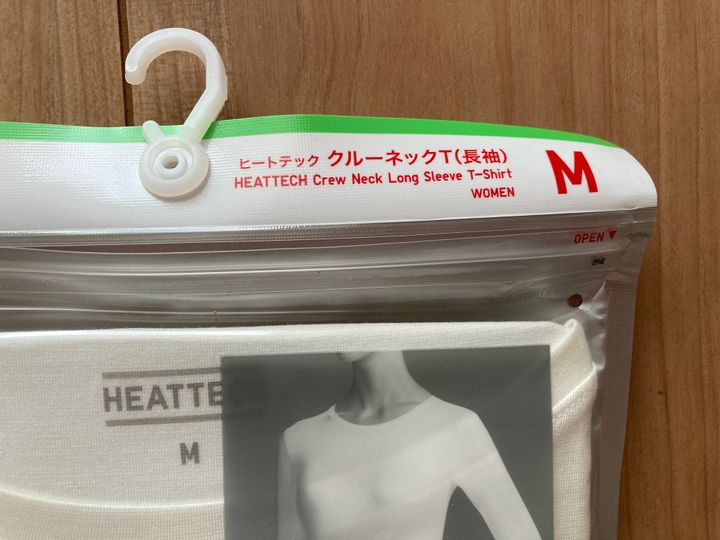 ヒートテック クルーネックT(長袖)
HEATTECH Crew Neck Long Sleeve T-Shirt
WOMEN
M
OPEN ▼
HEATTE
M